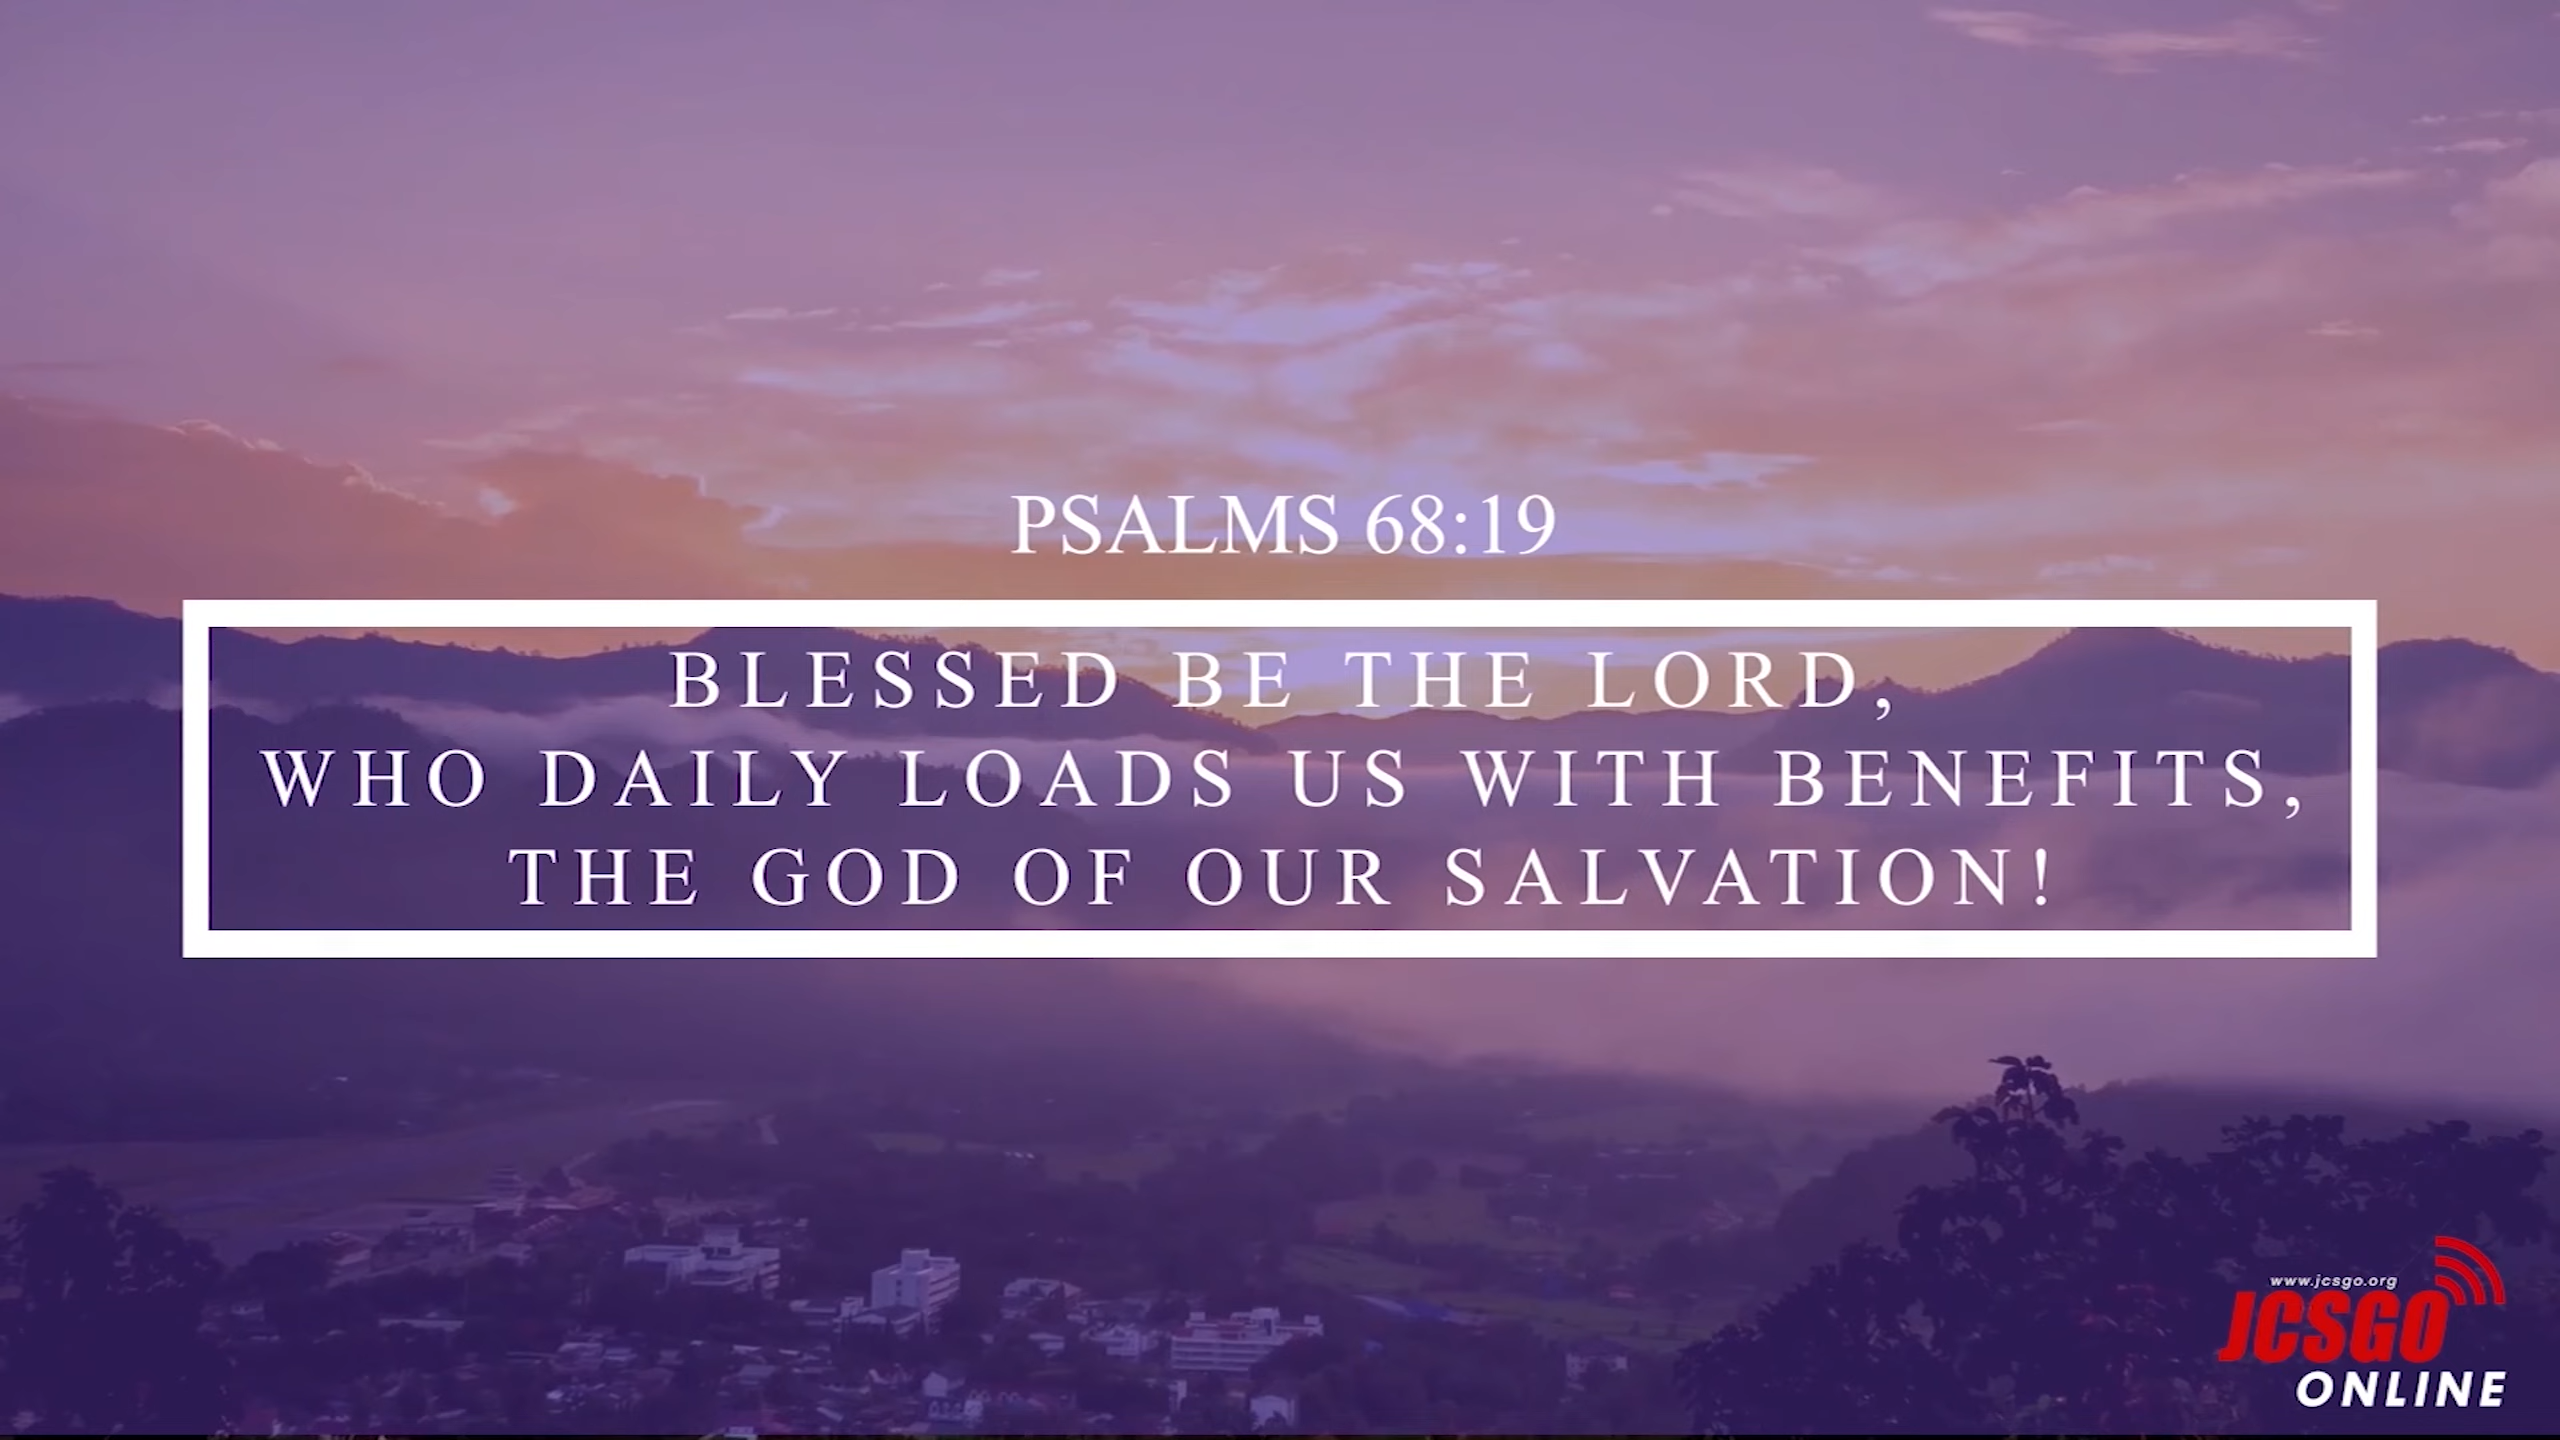 PSALMS 68:19
BLESSED BE THE LORD,
WHO DAILY LOADS US WITH BENEFITS,
THE GOD OF OUR SALVATION!
www.jcsgo.org
JCSGO
ONLINE